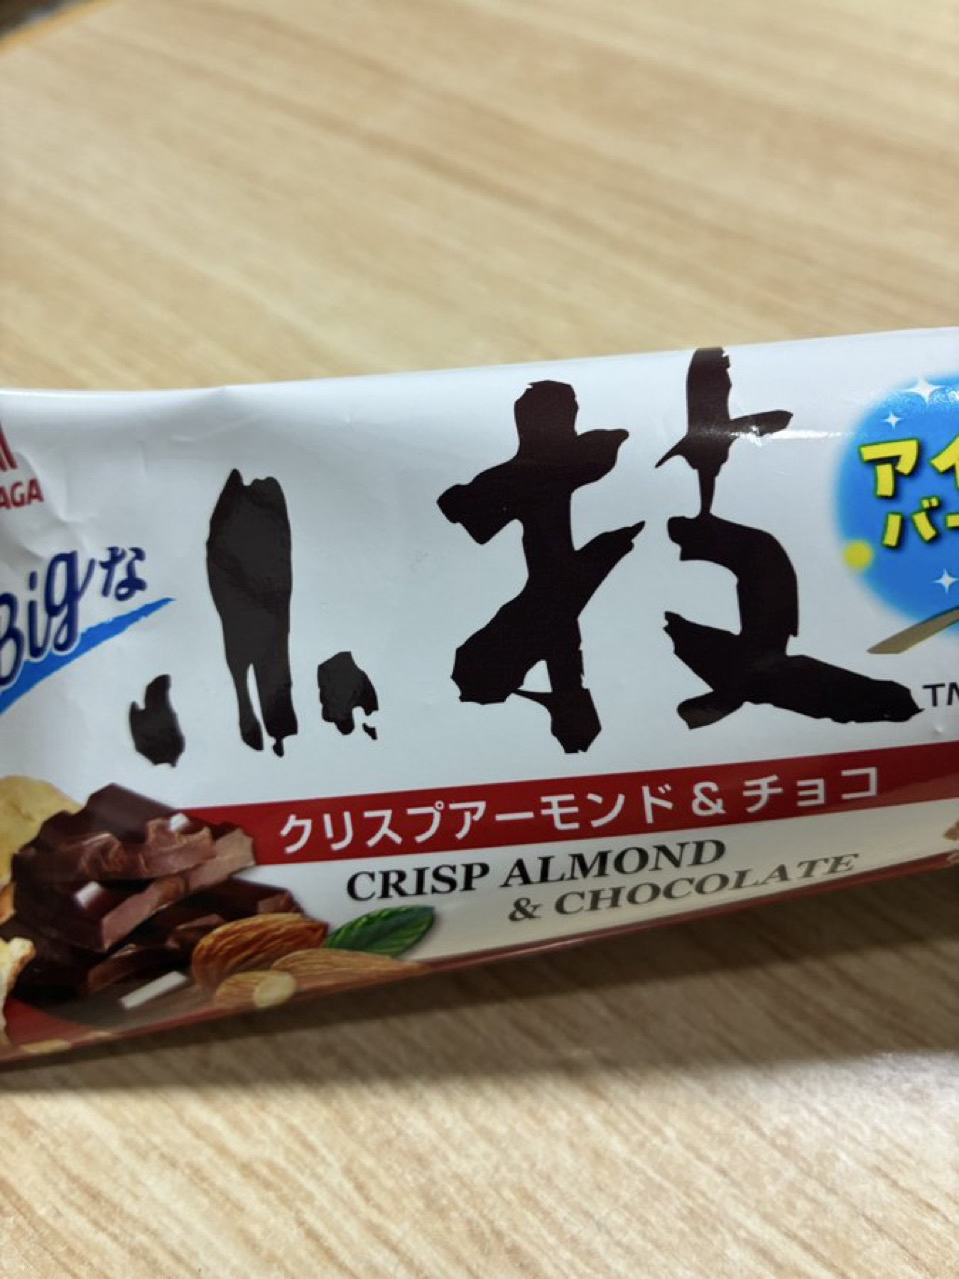 Bigな
小枝
TM
クリスプアーモンド&チョコ
CRISP ALMOND
& CHOCOLATE